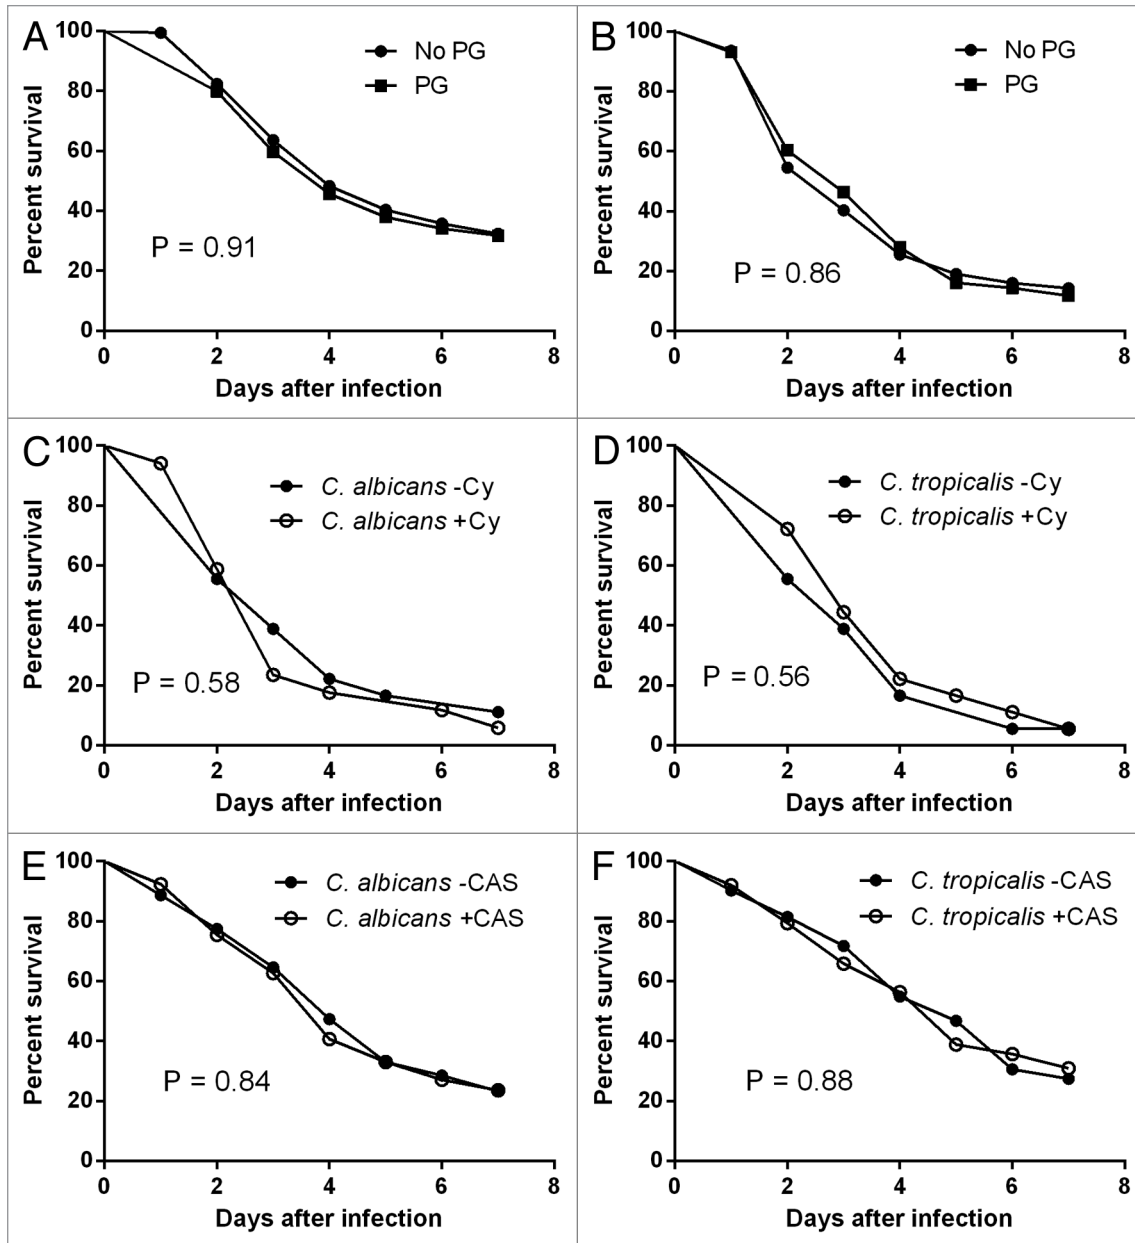 A
100
80
60
40
20
0
Percent survival
No PG
PG
P = 0.91
0 2 4 6 8
Days after infection
B
100
80
60
40
20
0
Percent survival
No PG
PG
P = 0.86
0 2 4 6 8
Days after infection
C
100
80
60
40
20
0
Percent survival
C. albicans -Cy
C. albicans +Cy
P = 0.58
0 2 4 6 8
Days after infection
D
100
80
60
40
20
0
Percent survival
C. tropicalis -Cy
C. tropicalis +Cy
P = 0.56
0 2 4 6 8
Days after infection
E
100
80
60
40
20
0
Percent survival
C. albicans -CAS
C. albicans +CAS
P = 0.84
0 2 4 6 8
Days after infection
F
100
80
60
40
20
0
Percent survival
C. tropicalis -CAS
C. tropicalis +CAS
P = 0.88
0 2 4 6 8
Days after infection